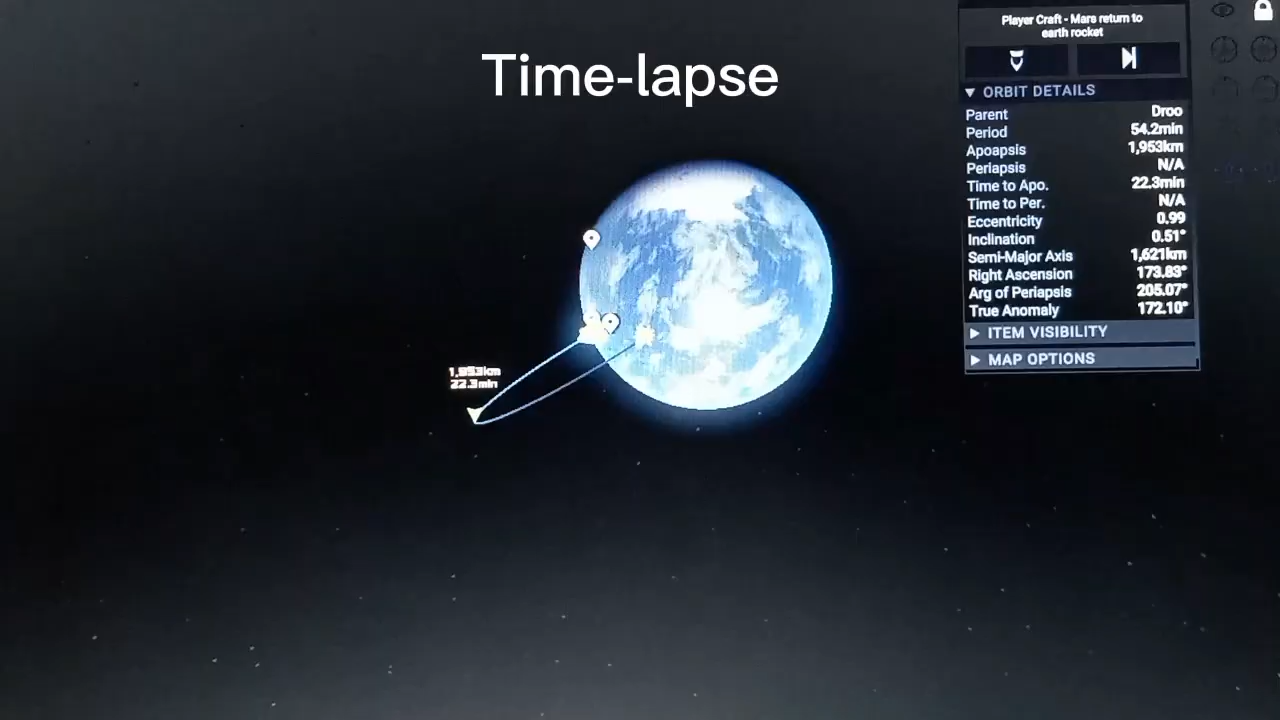 Time-lapse
Player Craft - Mars return to
earth rocket
ORBIT DETAILS
Parent Droo
Period 54.2min
Apoapsis 1,953km
Periapsis N/A
Time to Apo. 22.3min
Time to Per. N/A
Eccentricity 0.99
Inclination 0.51°
Semi-Major Axis 1,621km
Right Ascension 173.83°
Arg of Periapsis 205.07°
True Anomaly 172.10°
ITEM VISIBILITY
MAP OPTIONS
1,953km
22.3min